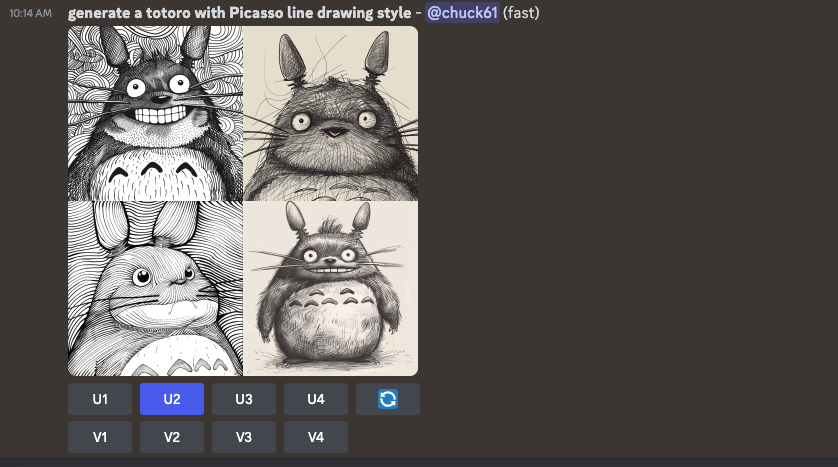 10:14 AM generate a totoro with Picasso line drawing style - @chuck61 (fast)
U1 U2 U3 U4
V1 V2 V3 V4